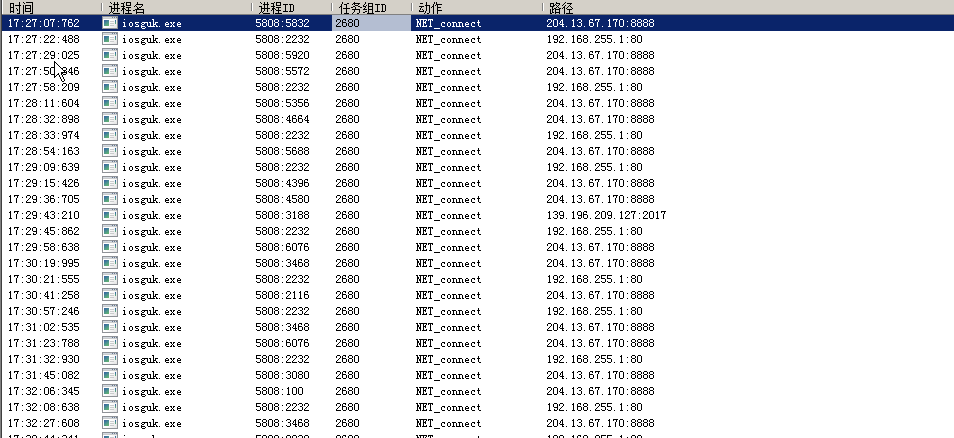 时间 进程名 进程ID 任务组ID 动作 路径
17:27:07:762 iosguk.exe 5808:5832 2680 NET_connect 204.13.67.170:8888
17:27:22:488 iosguk.exe 5808:2232 2680 NET_connect 192.168.255.1:80
17:27:29:025 iosguk.exe 5808:5920 2680 NET_connect 204.13.67.170:8888
17:27:50:346 iosguk.exe 5808:5572 2680 NET_connect 204.13.67.170:8888
17:27:58:209 iosguk.exe 5808:2232 2680 NET_connect 192.168.255.1:80
17:28:11:604 iosguk.exe 5808:5356 2680 NET_connect 204.13.67.170:8888
17:28:32:898 iosguk.exe 5808:4664 2680 NET_connect 204.13.67.170:8888
17:28:33:974 iosguk.exe 5808:2232 2680 NET_connect 192.168.255.1:80
17:28:54:163 iosguk.exe 5808:5688 2680 NET_connect 204.13.67.170:8888
17:29:09:639 iosguk.exe 5808:2232 2680 NET_connect 192.168.255.1:80
17:29:15:426 iosguk.exe 5808:4396 2680 NET_connect 204.13.67.170:8888
17:29:36:705 iosguk.exe 5808:4580 2680 NET_connect 204.13.67.170:8888
17:29:43:210 iosguk.exe 5808:3188 2680 NET_connect 139.196.209.127:2017
17:29:45:862 iosguk.exe 5808:2232 2680 NET_connect 192.168.255.1:80
17:29:58:638 iosguk.exe 5808:6076 2680 NET_connect 204.13.67.170:8888
17:30:19:995 iosguk.exe 5808:3468 2680 NET_connect 204.13.67.170:8888
17:30:21:555 iosguk.exe 5808:2232 2680 NET_connect 192.168.255.1:80
17:30:41:258 iosguk.exe 5808:2116 2680 NET_connect 204.13.67.170:8888
17:30:57:246 iosguk.exe 5808:2232 2680 NET_connect 192.168.255.1:80
17:31:02:535 iosguk.exe 5808:3468 2680 NET_connect 204.13.67.170:8888
17:31:23:788 iosguk.exe 5808:6076 2680 NET_connect 204.13.67.170:8888
17:31:32:930 iosguk.exe 5808:2232 2680 NET_connect 192.168.255.1:80
17:31:45:082 iosguk.exe 5808:3080 2680 NET_connect 204.13.67.170:8888
17:32:06:345 iosguk.exe 5808:100 2680 NET_connect 204.13.67.170:8888
17:32:08:638 iosguk.exe 5808:2232 2680 NET_connect 192.168.255.1:80
17:32:27:608 iosguk.exe 5808:3468 2680 NET_connect 204.13.67.170:8888